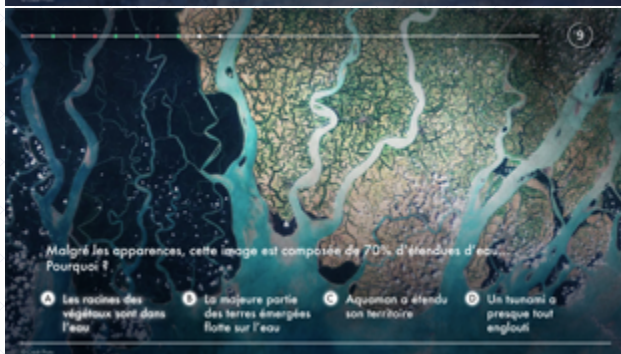 9
Malgré les apparences, cette image est composée de 70% d'étendues d'eau...
Pourquoi ?
A Les racines des
végétaux sont dans
l'eau
B La majeure partie
des terres émergées
flotte sur l'eau
C Aquaman a étendu
son territoire
D Un tsunami a
presque tout
englouti